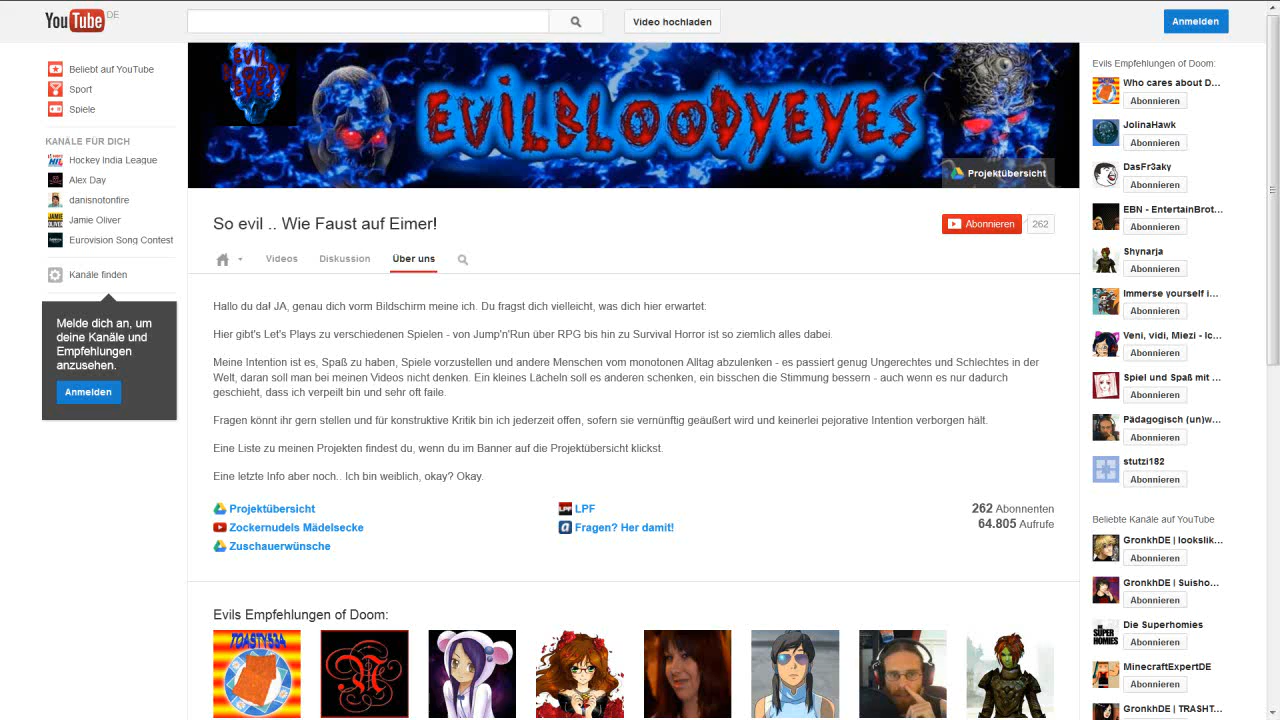 YouTube DE
Video hochladen
Anmelden
Beliebt auf YouTube
Sport
Spiele
KANÄLE FÜR DICH
Hockey India League
Alex Day
danisnotonfire
Jamie Oliver
Eurovision Song Contest
Kanäle finden
Melde dich an, um
deine Kanäle und
Empfehlungen
anzusehen.
Anmelden
EVIL
BLOODY
EYES
EVILBLOODYEYES
Projektübersicht
So evil .. Wie Faust auf Eimer!
Abonnieren 262
Videos Diskussion Über uns
Hallo du da! JA, genau dich vorm Bildschirm meine ich. Du fragst dich vielleicht, was dich hier erwartet:
Hier gibt's Let's Plays zu verschiedenen Spielen - von Jump'n'Run über RPG bis hin zu Survival Horror ist so ziemlich alles dabei.
Meine Intention ist es, Spaß zu haben, Spiele vorzustellen und andere Menschen vom monotonen Alltag abzulenken - es passiert genug Ungerechtes und Schlechtes in der
Welt, daran soll man bei meinen Videos nicht denken. Ein kleines Lächeln soll es anderen schenken, ein bisschen die Stimmung bessern - auch wenn es nur dadurch
geschieht, dass ich verpeilt bin und sehr oft faile.
Fragen könnt ihr gern stellen und für konstruktive Kritik bin ich jederzeit offen, sofern sie vernünftig geäußert wird und keinerlei pejorative Intention verborgen hält.
Eine Liste zu meinen Projekten findest du, wenn du im Banner auf die Projektübersicht klickst.
Eine letzte Info aber noch.. Ich bin weiblich, okay? Okay.
Projektübersicht
Zockernudels Mädelsecke
Zuschauerwünsche
LPF
Fragen? Her damit!
262 Abonnenten
64.805 Aufrufe
Evils Empfehlungen of Doom:
TOASTY534
Evils Empfehlungen of Doom:
Who cares about D...
Abonnieren
JolinaHawk
Abonnieren
DasFr3aky
Abonnieren
EBN - EntertainBrot...
Abonnieren
Shynarja
Abonnieren
Immerse yourself i...
Abonnieren
Veni, vidi, Miezi - Ic...
Abonnieren
Spiel und Spaß mit ...
Abonnieren
Pädagogisch (un)w...
Abonnieren
stutzi182
Abonnieren
Beliebte Kanäle auf YouTube
GronkhDE | lookslik...
Abonnieren
GronkhDE | Suisho...
Abonnieren
Die Superhomies
Abonnieren
MinecraftExpertDE
Abonnieren
GronkhDE | TRASHT...
Abonnieren